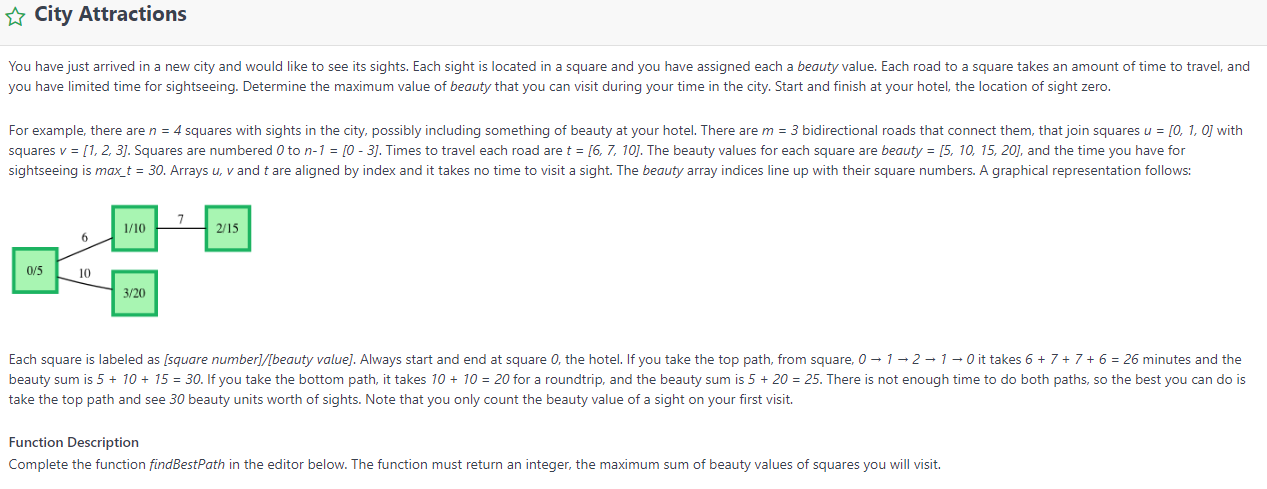 City Attractions
You have just arrived in a new city and would like to see its sights. Each sight is located in a square and you have assigned each a beauty value. Each road to a square takes an amount of time to travel, and
you have limited time for sightseeing. Determine the maximum value of beauty that you can visit during your time in the city. Start and finish at your hotel, the location of sight zero.
For example, there are n = 4 squares with sights in the city, possibly including something of beauty at your hotel. There are m = 3 bidirectional roads that connect them, that join squares u = [0, 1, 0] with
squares v = [1, 2, 3]. Squares are numbered 0 to n-1 = [0 - 3]. Times to travel each road are t = [6, 7, 10]. The beauty values for each square are beauty = [5, 10, 15, 20], and the time you have for
sightseeing is max_t = 30. Arrays u, v and t are aligned by index and it takes no time to visit a sight. The beauty array indices line up with their square numbers. A graphical representation follows:
1/10 7 2/15
6
0/5 10
3/20
Each square is labeled as [square number]/[beauty value]. Always start and end at square 0, the hotel. If you take the top path, from square, 0 → 1 → 2 → 1 → 0 it takes 6 + 7 + 7 + 6 = 26 minutes and the
beauty sum is 5 + 10 + 15 = 30. If you take the bottom path, it takes 10 + 10 = 20 for a roundtrip, and the beauty sum is 5 + 20 = 25. There is not enough time to do both paths, so the best you can do is
take the top path and see 30 beauty units worth of sights. Note that you only count the beauty value of a sight on your first visit.
Function Description
Complete the function findBestPath in the editor below. The function must return an integer, the maximum sum of beauty values of squares you will visit.